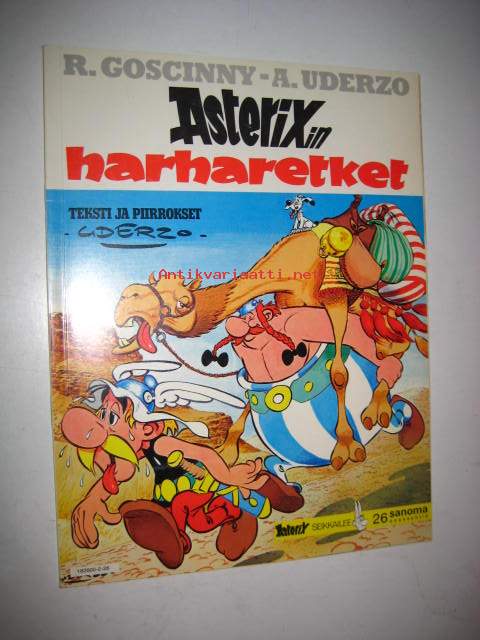 R. GOSCINNY-A. UDERZO
Asterixin
harharetket
TEKSTI JA PIIRROKSET
-UDERZO-
Antikvariaatti.net
Asterix SEIKKAILEE 26 sanoma